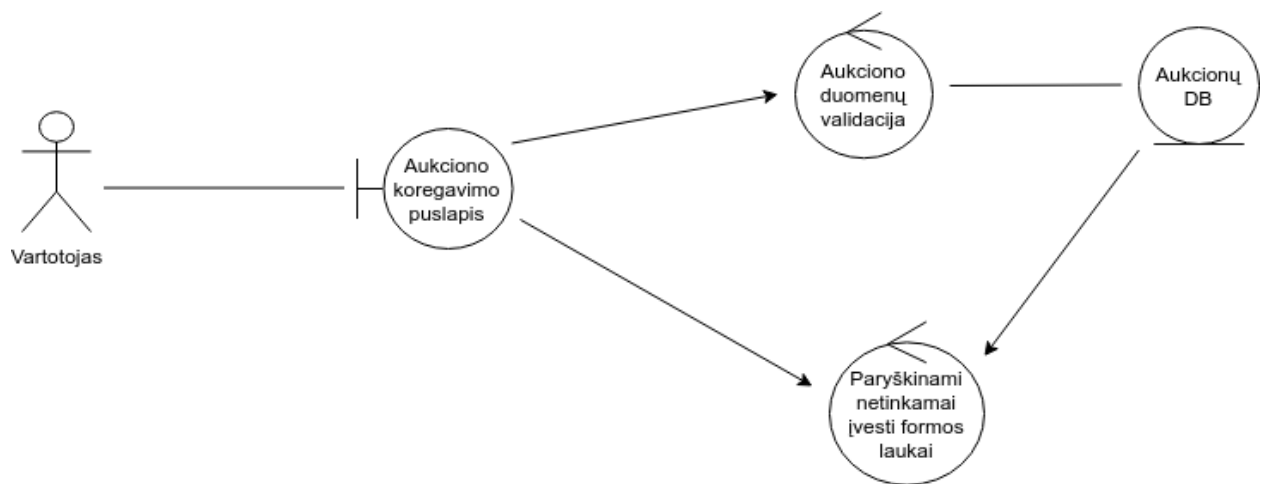 Vartotojas
Aukciono
koregavimo
puslapis
Aukciono
duomenų
validacija
Aukcionų
DB
Paryškinami
netinkamai
įvesti formos
laukai